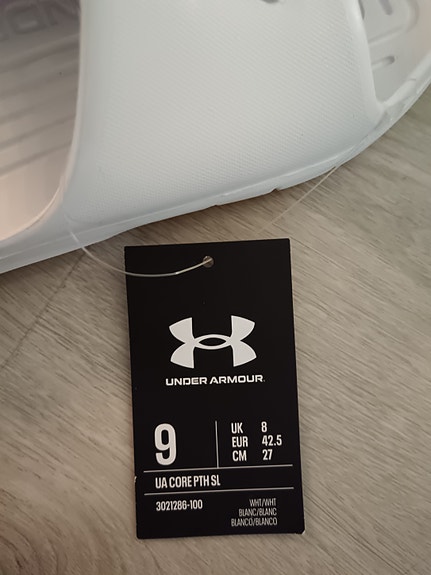 UNDER ARMOUR
9
UK 8
EUR 42.5
CM 27
UA CORE PTH SL
3021286-100
WHT/WHT
BLANC/BLANC
BLANCO/BLANCO